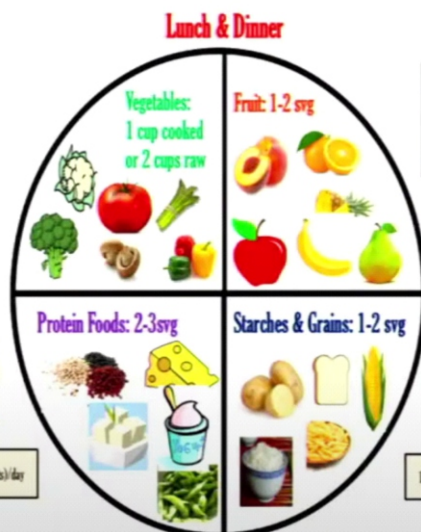 Lunch & Dinner
Vegetables:
1 cup cooked
or 2 cups raw
Fruit: 1-2 svg
Protein Foods: 2-3svg
Starches & Grains: 1-2 svg
s)/day